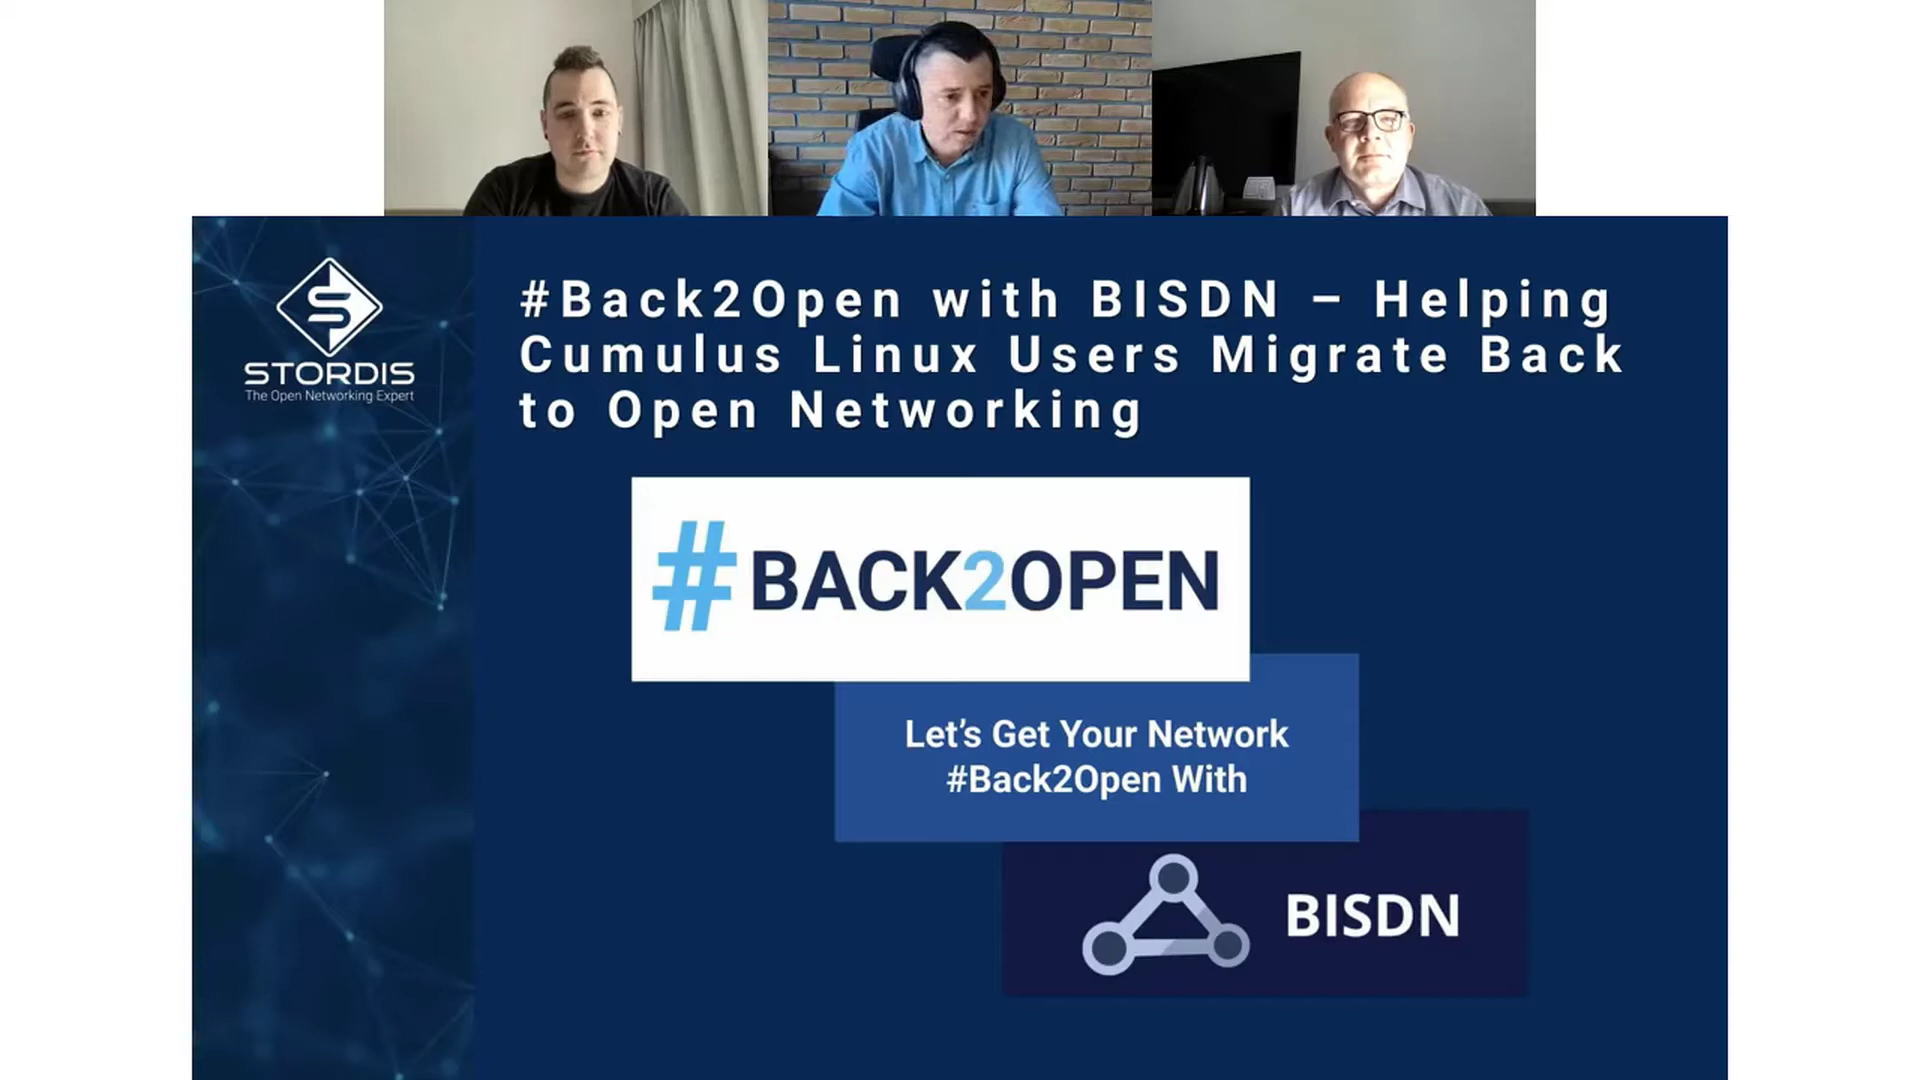 STORDIS
The Open Networking Expert
#Back2Open with BISDN – Helping
Cumulus Linux Users Migrate Back
to Open Networking
#BACK2OPEN
Let’s Get Your Network
#Back2Open With
BISDN